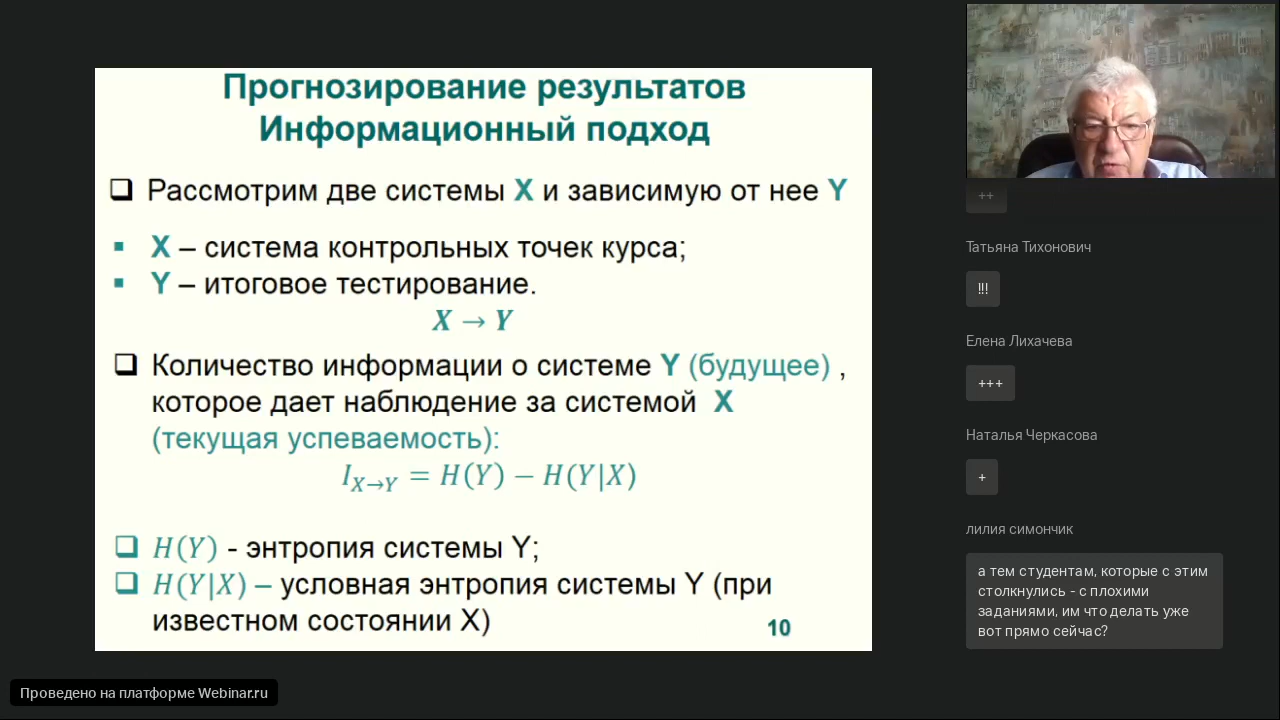 Прогнозирование результатов
Информационный подход
Рассмотрим две системы X и зависимую от нее Y
X – система контрольных точек курса;
Y – итоговое тестирование.
X → Y
Количество информации о системе Y (будущее) ,
которое дает наблюдение за системой X
(текущая успеваемость):
I_{X→Y} = H(Y) − H(Y|X)
H(Y) - энтропия системы Y;
H(Y|X) – условная энтропия системы Y (при
известном состоянии X)
10
++
Татьяна Тихонович
!!!
Елена Лихачева
+++
Наталья Черкасова
+
лилия симончик
а тем студентам, которые с этим
столкнулись - с плохими
заданиями, им что делать уже
вот прямо сейчас?
Проведено на платформе Webinar.ru